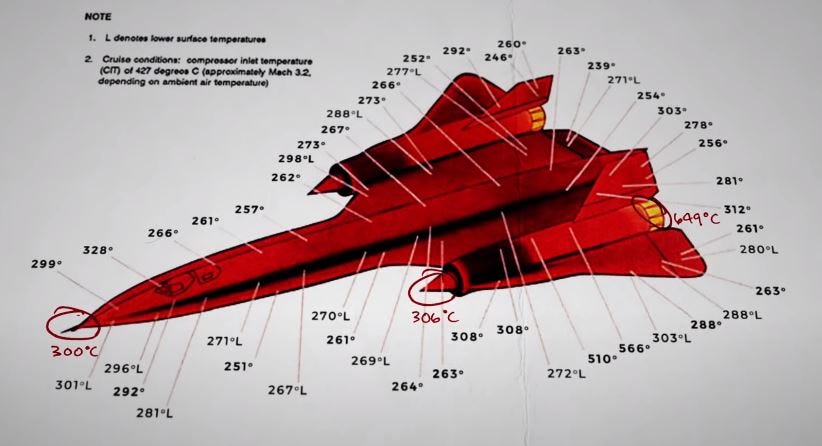 NOTE
1. L denotes lower surface temperatures
2. Cruise conditions: compressor inlet temperature
(CIT) of 427 degrees C (approximately Mach 3.2,
depending on ambient air temperature)
260°
292°
246°
263°
252°
239°
277°L
271°L
266°
254°
273°
303°
288°L
278°
267°
256°
273°
298°L
281°
262°
312°
649°C
257°
261°
261°
280°L
266°
328°
299°
263°
288°L
288°
303°L
566°
510°
272°L
308°
308°
306°C
270°L
261°
269°L
263°
264°
271°L
251°
267°L
300°C
296°L
301°L
292°
281°L